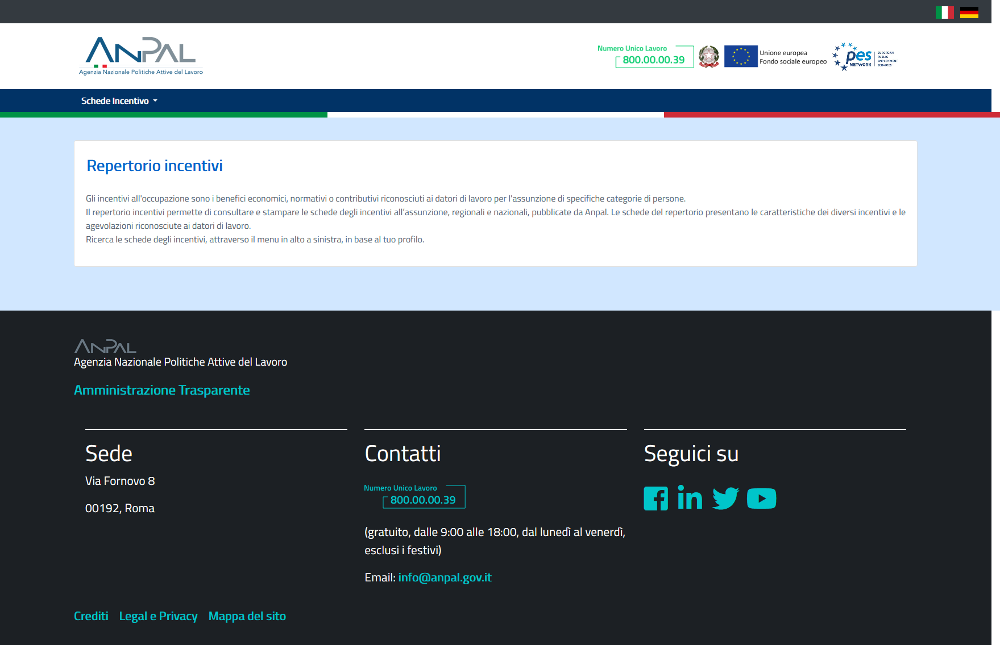 ANPAL
Agenzia Nazionale Politiche Attive del Lavoro
Numero Unico Lavoro
800.00.00.39
Unione europea
Fondo sociale europeo
pes
NETWORK
EUROPEAN
PUBLIC
EMPLOYMENT
SERVICES
Schede Incentivo
Repertorio incentivi
Gli incentivi all'occupazione sono i benefici economici, normativi o contributivi riconosciuti ai datori di lavoro per l'assunzione di specifiche categorie di persone.
Il repertorio incentivi permette di consultare e stampare le schede degli incentivi all’assunzione, regionali e nazionali, pubblicate da Anpal. Le schede del repertorio presentano le caratteristiche dei diversi incentivi e le
agevolazioni riconosciute ai datori di lavoro.
Ricerca le schede degli incentivi, attraverso il menu in alto a sinistra, in base al tuo profilo.
ANPAL
Agenzia Nazionale Politiche Attive del Lavoro
Amministrazione Trasparente
Sede
Via Fornovo 8
00192, Roma
Contatti
Numero Unico Lavoro
800.00.00.39
(gratuito, dalle 9:00 alle 18:00, dal lunedì al venerdì,
esclusi i festivi)
Email: info@anpal.gov.it
Seguici su
Crediti Legal e Privacy Mappa del sito